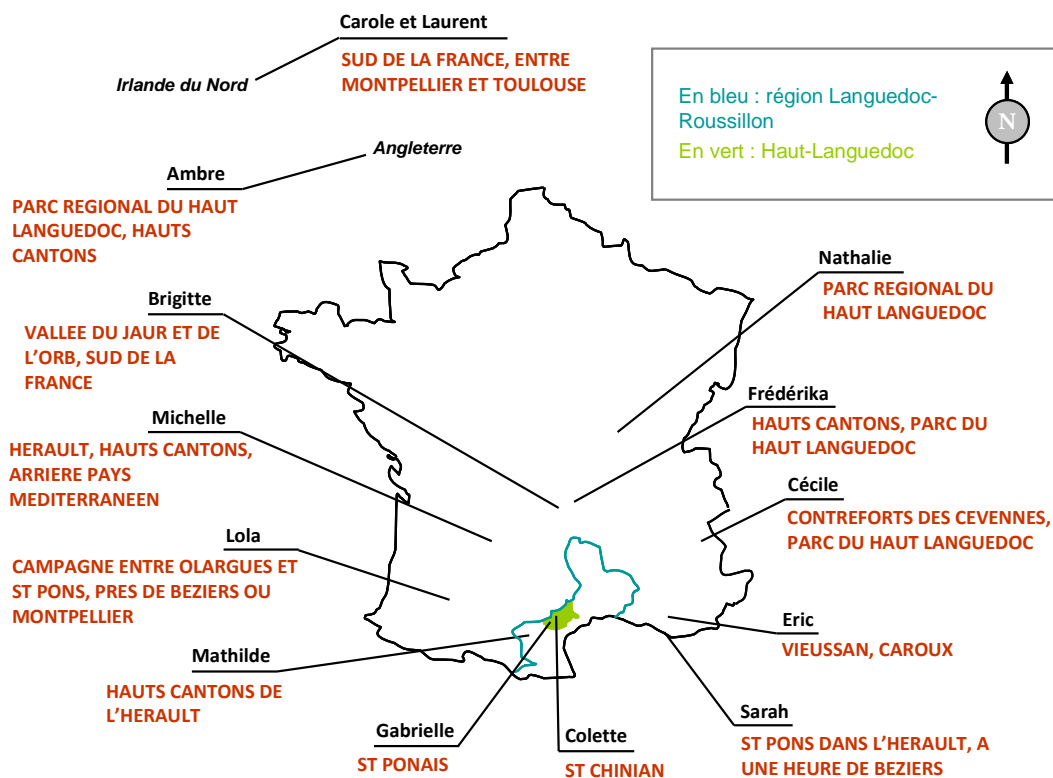 Carole et Laurent
SUD DE LA FRANCE, ENTRE
MONTPELLIER ET TOULOUSE
Irlande du Nord
En bleu : région Languedoc-
Roussillon
En vert : Haut-Languedoc
N
Angleterre
Ambre
PARC REGIONAL DU HAUT
LANGUEDOC, HAUTS
CANTONS
Nathalie
PARC REGIONAL DU
HAUT LANGUEDOC
Brigitte
VALLEE DU JAUR ET DE
L’ORB, SUD DE LA
FRANCE
Frédérika
HAUTS CANTONS, PARC DU
HAUT LANGUEDOC
Michelle
HERAULT, HAUTS CANTONS,
ARRIERE PAYS
MEDITERRANEEN
Cécile
CONTREFORTS DES CEVENNES,
PARC DU HAUT LANGUEDOC
Lola
CAMPAGNE ENTRE OLARGUES ET
ST PONS, PRES DE BEZIERS OU
MONTPELLIER
Eric
VIEUSSAN, CAROUX
Mathilde
HAUTS CANTONS DE
L’HERAULT
Gabrielle
ST PONAIS
Colette
ST CHINIAN
Sarah
ST PONS DANS L’HERAULT, A
UNE HEURE DE BEZIERS